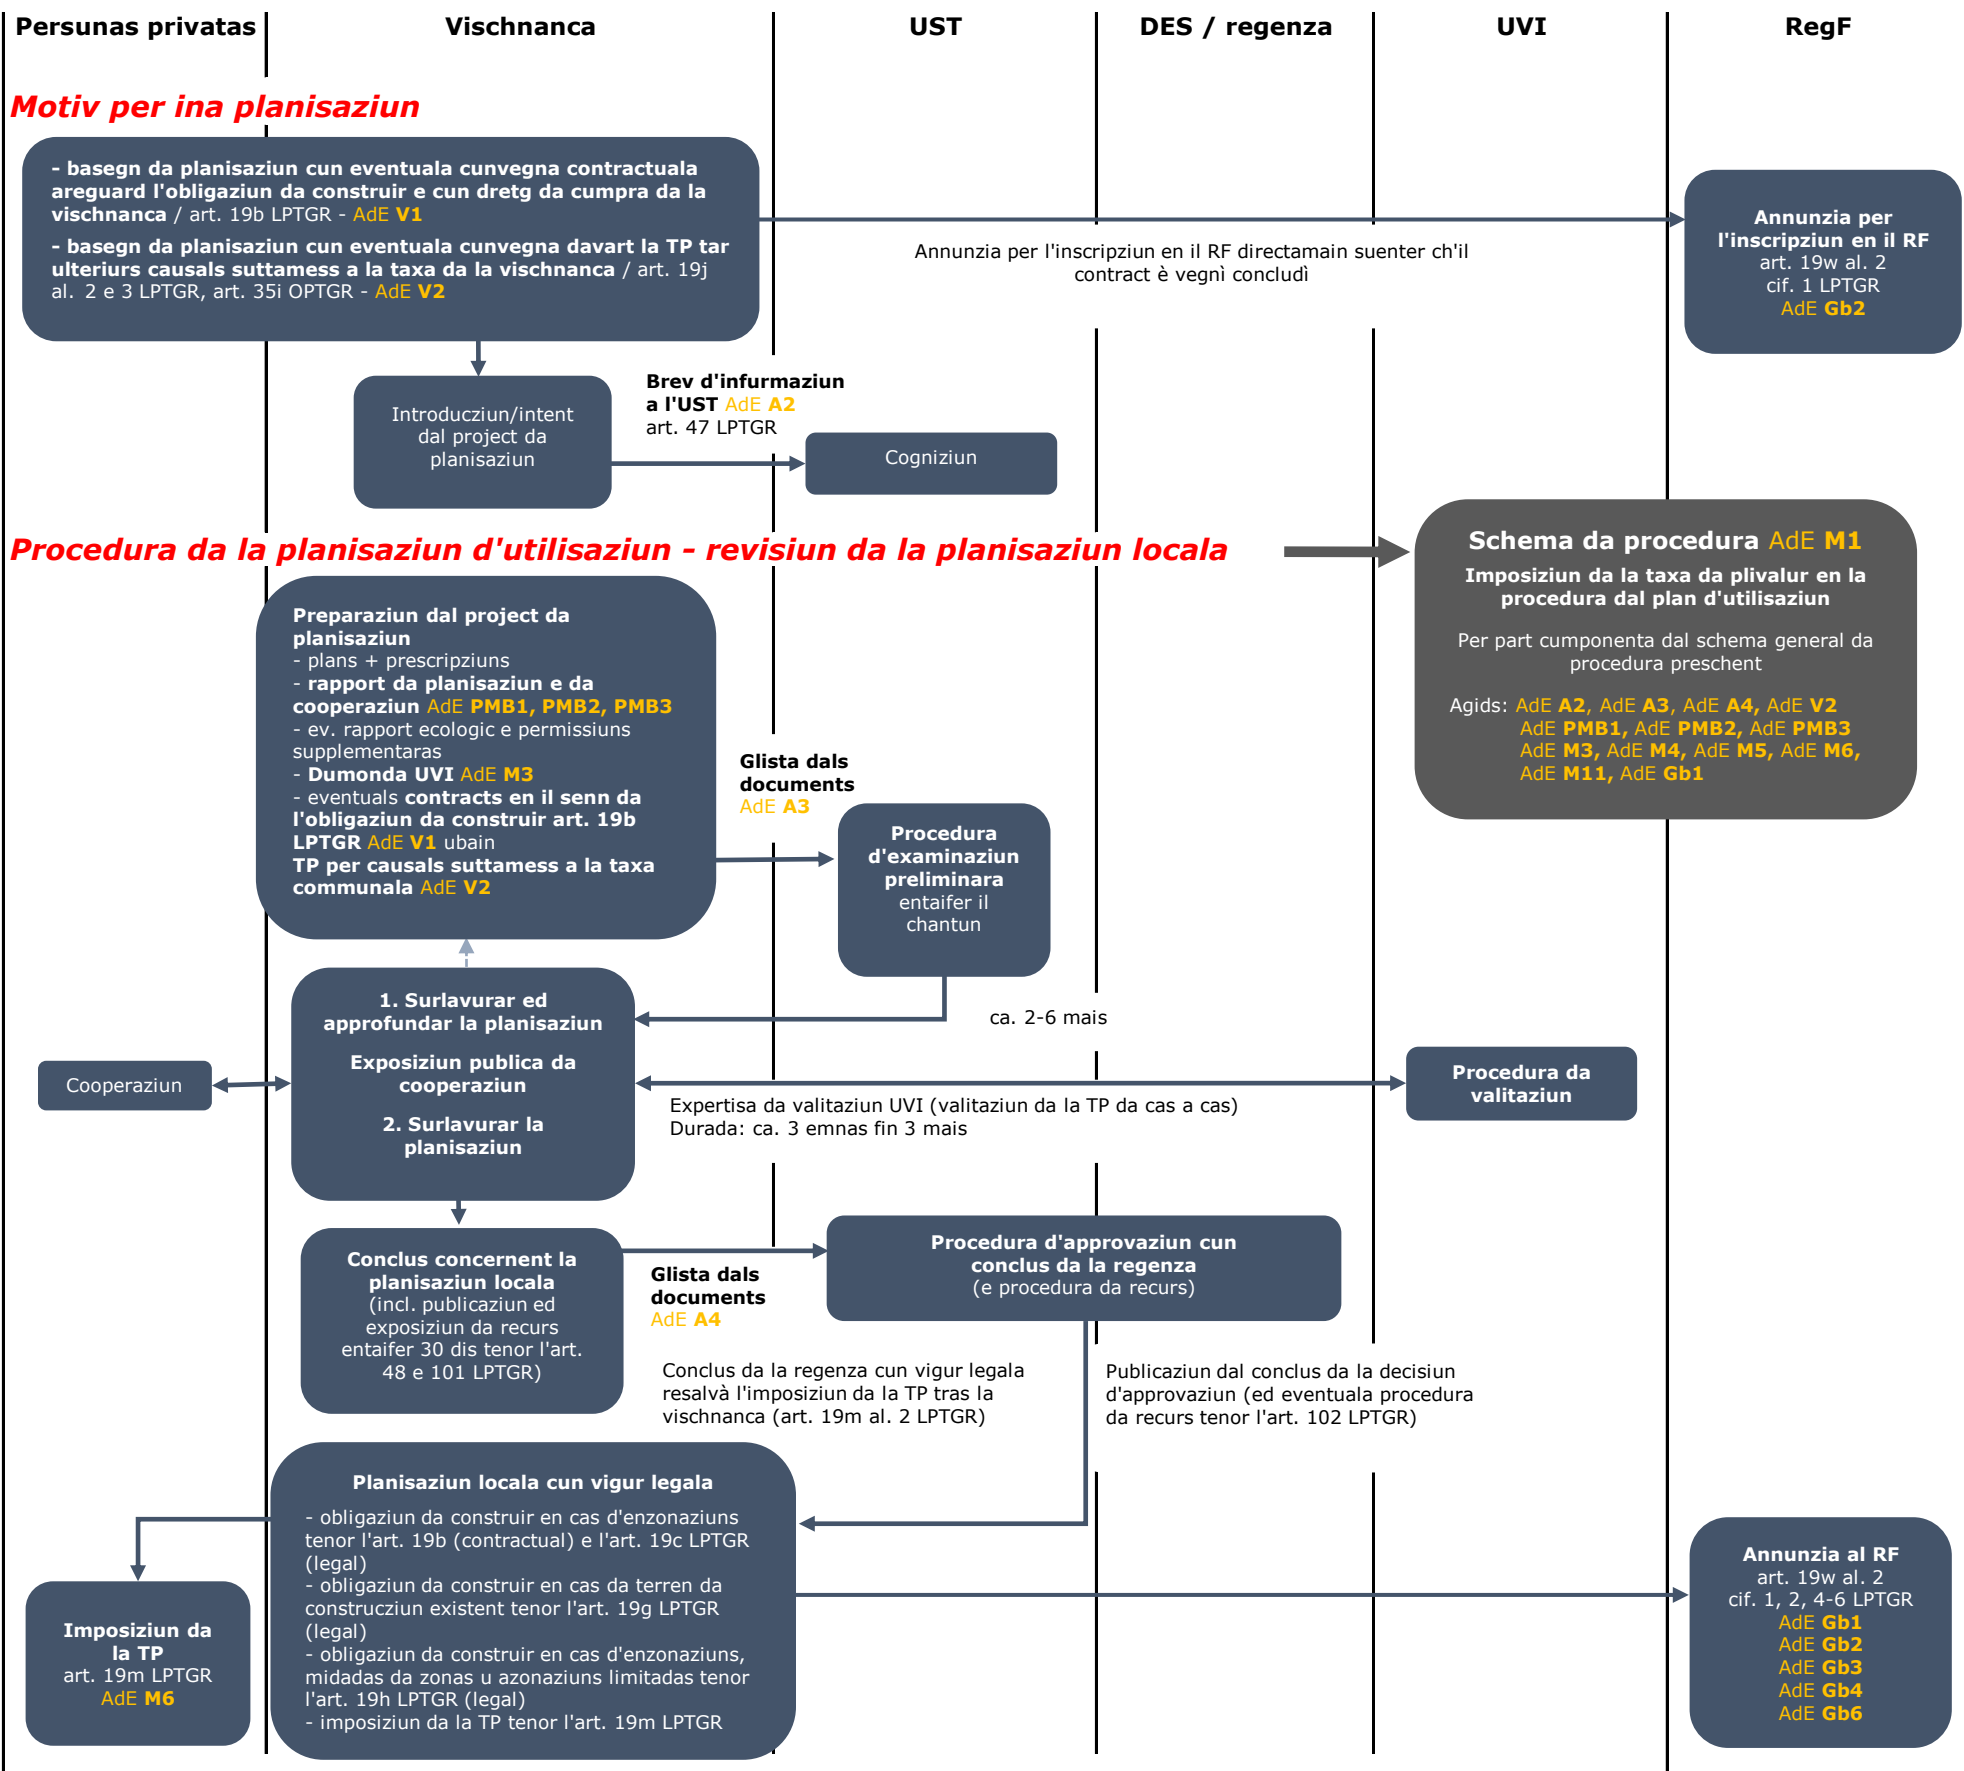 Persunas privatas
Vischnanca
UST
DES / regenza
UVI
RegF
Motiv per ina planisaziun
- basegn da planisaziun cun eventuala cunvegna contractuala
areguard l'obligaziun da construir e cun dretg da cumpra da la
vischnanca / art. 19b LPTGR - AdE V1
- basegn da planisaziun cun eventuala cunvegna davart la TP tar
ulteriurs causals suttamess a la taxa da la vischnanca / art. 19j
al. 2 e 3 LPTGR, art. 35i OPTGR - AdE V2
Annunzia per l'inscripziun en il RF directamain suenter ch'il
contract è vegnì concludì
Annunzia per
l'inscripziun en il RF
art. 19w al. 2
cif. 1 LPTGR
AdE Gb2
Introducziun/intent
dal project da
planisaziun
Brev d'infurmaziun
a l'UST AdE A2
art. 47 LPTGR
Cogniziun
Procedura da la planisaziun d'utilisaziun - revisiun da la planisaziun locala
Schema da procedura AdE M1
Imposiziun da la taxa da plivalur en la
procedura dal plan d'utilisaziun
Per part cumponenta dal schema general da
procedura preschent
Agids: AdE A2, AdE A3, AdE A4, AdE V2
AdE PMB1, AdE PMB2, AdE PMB3
AdE M3, AdE M4, AdE M5, AdE M6,
AdE M11, AdE Gb1
Preparaziun dal project da
planisaziun
- plans + prescripziuns
- rapport da planisaziun e da
cooperaziun AdE PMB1, PMB2, PMB3
- ev. rapport ecologic e permissiuns
supplementaras
- Dumonda UVI AdE M3
- eventuals contracts en il senn da
l'obligaziun da construir art. 19b
LPTGR AdE V1 ubain
TP per causals suttamess a la taxa
communala AdE V2
Glista dals
documents
AdE A3
Procedura
d'examinaziun
preliminara
entaifer il
chantun
1. Surlavurar ed
approfundar la planisaziun
Exposiziun publica da
cooperaziun
2. Surlavurar la
planisaziun
ca. 2-6 mais
Cooperaziun
Expertisa da valitaziun UVI (valitaziun da la TP da cas a cas)
Durada: ca. 3 emnas fin 3 mais
Procedura da
valitaziun
Conclus concernent la
planisaziun locala
(incl. publicaziun ed
exposiziun da recurs
entaifer 30 dis tenor l'art.
48 e 101 LPTGR)
Glista dals
documents
AdE A4
Procedura d'approvaziun cun
conclus da la regenza
(e procedura da recurs)
Conclus da la regenza cun vigur legala
resalvà l'imposiziun da la TP tras la
vischnanca (art. 19m al. 2 LPTGR)
Publicaziun dal conclus da la decisiun
d'approvaziun (ed eventuala procedura
da recurs tenor l'art. 102 LPTGR)
Planisaziun locala cun vigur legala
- obligaziun da construir en cas d'enzonaziuns
tenor l'art. 19b (contractual) e l'art. 19c LPTGR
(legal)
- obligaziun da construir en cas da terren da
construcziun existent tenor l'art. 19g LPTGR
(legal)
- obligaziun da construir en cas d'enzonaziuns,
midadas da zonas u azonaziuns limitadas tenor
l'art. 19h LPTGR (legal)
- imposiziun da la TP tenor l'art. 19m LPTGR
Imposiziun da
la TP
art. 19m LPTGR
AdE M6
Annunzia al RF
art. 19w al. 2
cif. 1, 2, 4-6 LPTGR
AdE Gb1
AdE Gb2
AdE Gb3
AdE Gb4
AdE Gb6